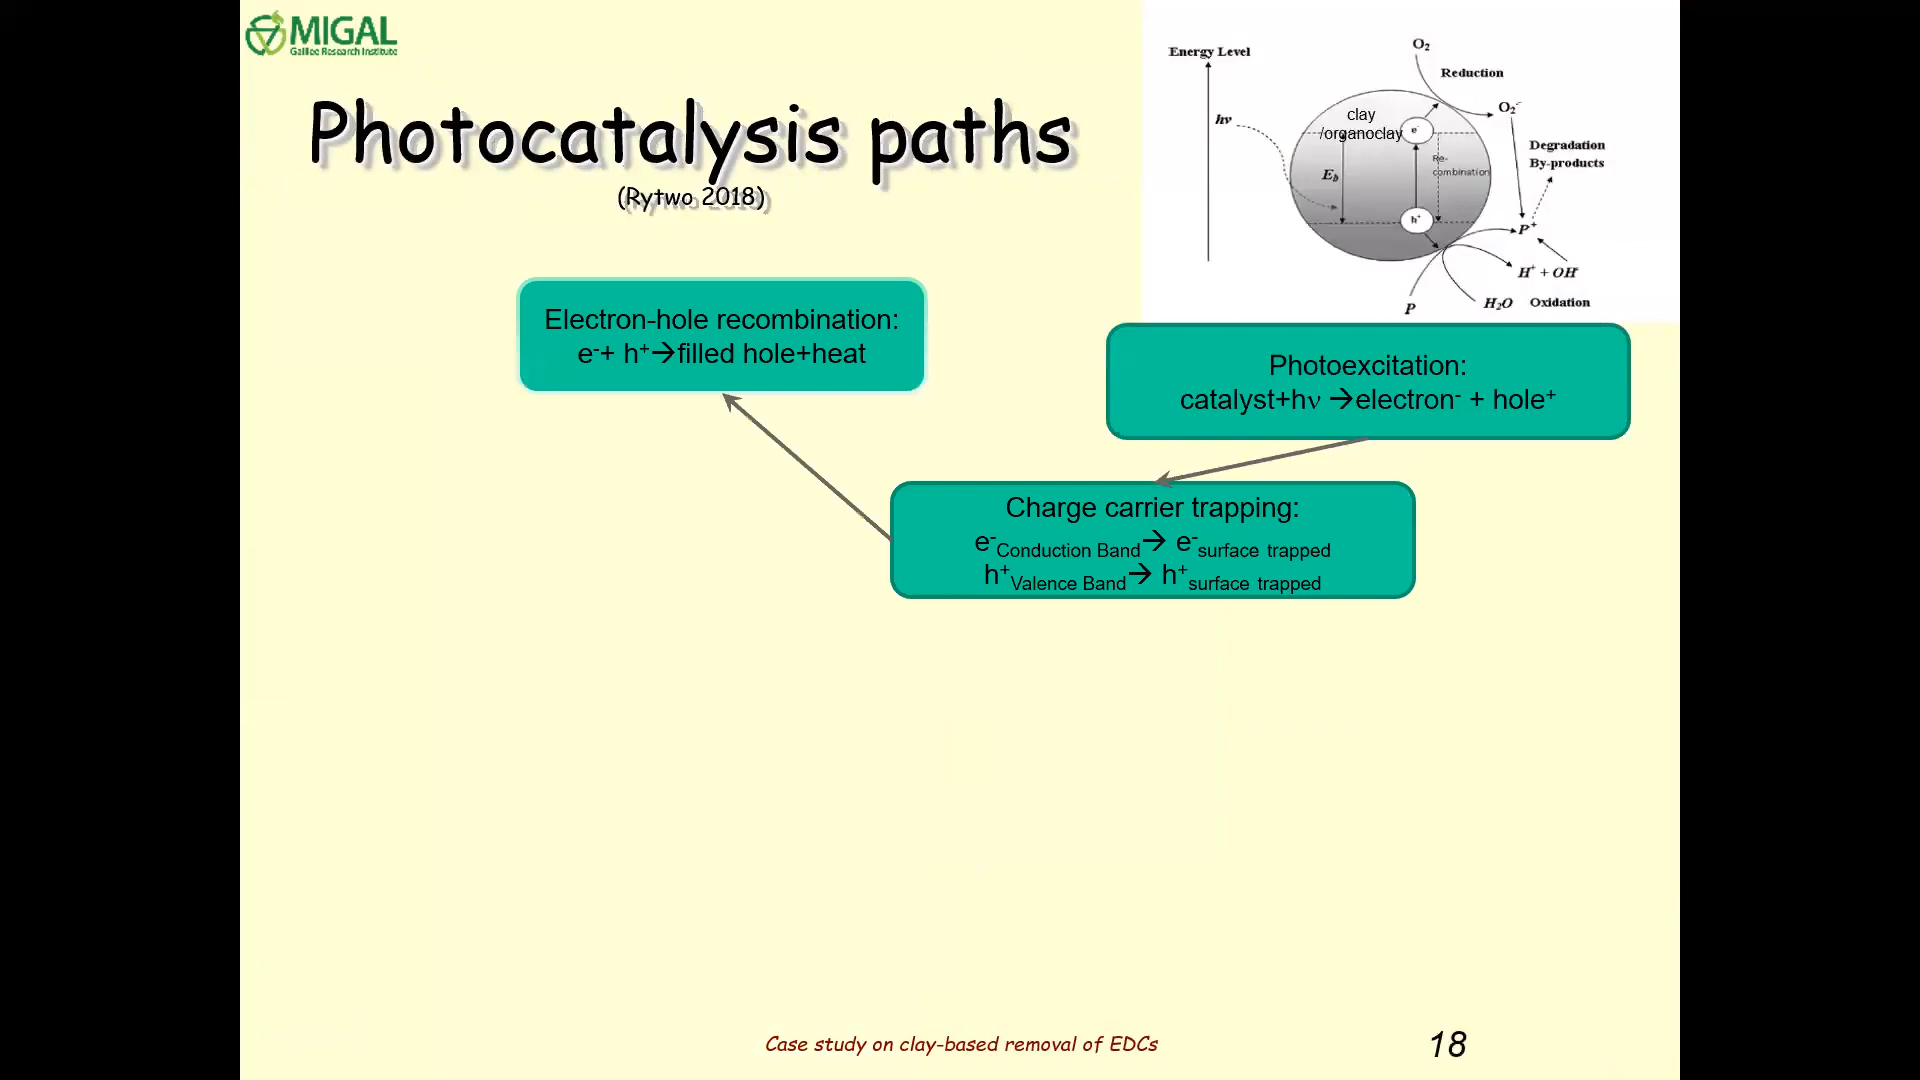 MIGAL
Galilee Research Institute
Photocatalysis paths
(Rytwo 2018)
Energy Level
O₂
Reduction
hν
clay
/organoclay
e⁻
O₂⁻
Re-
combination
Degradation
By-products
E_b
h⁺
P⁺
H⁺ + OH
P
H₂O
Oxidation
Electron-hole recombination:
e⁻+ h⁺→filled hole+heat
Photoexcitation:
catalyst+hν →electron⁻ + hole⁺
Charge carrier trapping:
e⁻Conduction Band→ e⁻surface trapped
h⁺Valence Band→ h⁺surface trapped
Case study on clay-based removal of EDCs
18